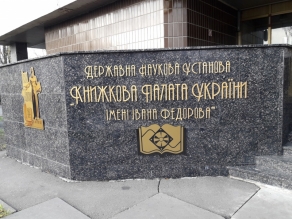 Державна наукова установа
„Книжкова палата України
імені Івана Федорова"